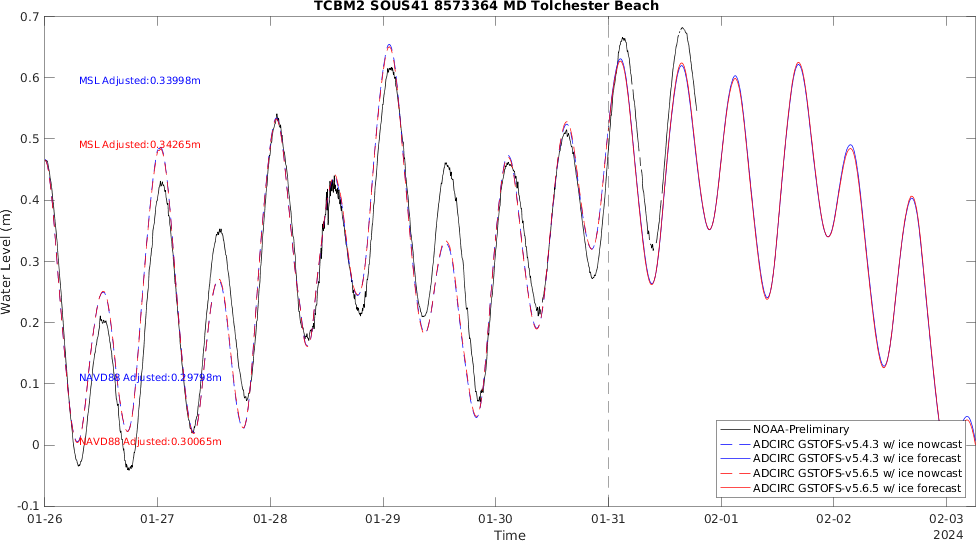 TCBM2 SOUS41 8573364 MD Tolchester Beach
0.7
0.6
0.5
0.4
0.3
0.2
0.1
0
-0.1
Water Level (m)
MSL Adjusted:0.33998m
MSL Adjusted:0.34265m
NAVD88 Adjusted:0.29798m
NAVD88 Adjusted:0.30065m
NOAA-Preliminary
ADCIRC GSTOFS-v5.4.3 w/ ice nowcast
ADCIRC GSTOFS-v5.4.3 w/ ice forecast
ADCIRC GSTOFS-v5.6.5 w/ ice nowcast
ADCIRC GSTOFS-v5.6.5 w/ ice forecast
01-26 01-27 01-28 01-29 01-30 01-31 02-01 02-02 02-03
Time
2024